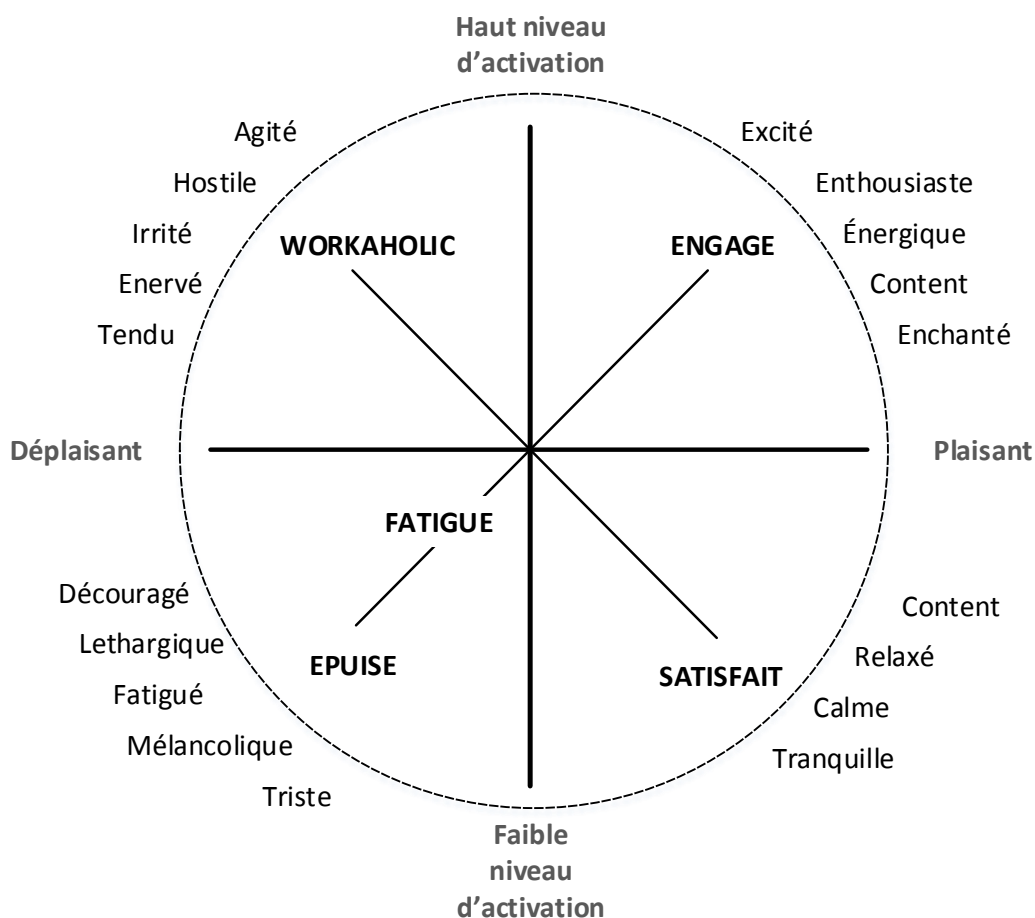 Haut niveau
d’activation
Agité
Excité
Hostile
Enthousiaste
Irrité
Énergique
WORKAHOLIC
ENGAGE
Enervé
Content
Tendu
Enchanté
Déplaisant
Plaisant
FATIGUE
Découragé
Content
Lethargique
Relaxé
EPUISE
SATISFAIT
Fatigué
Calme
Mélancolique
Tranquille
Triste
Faible
niveau
d’activation